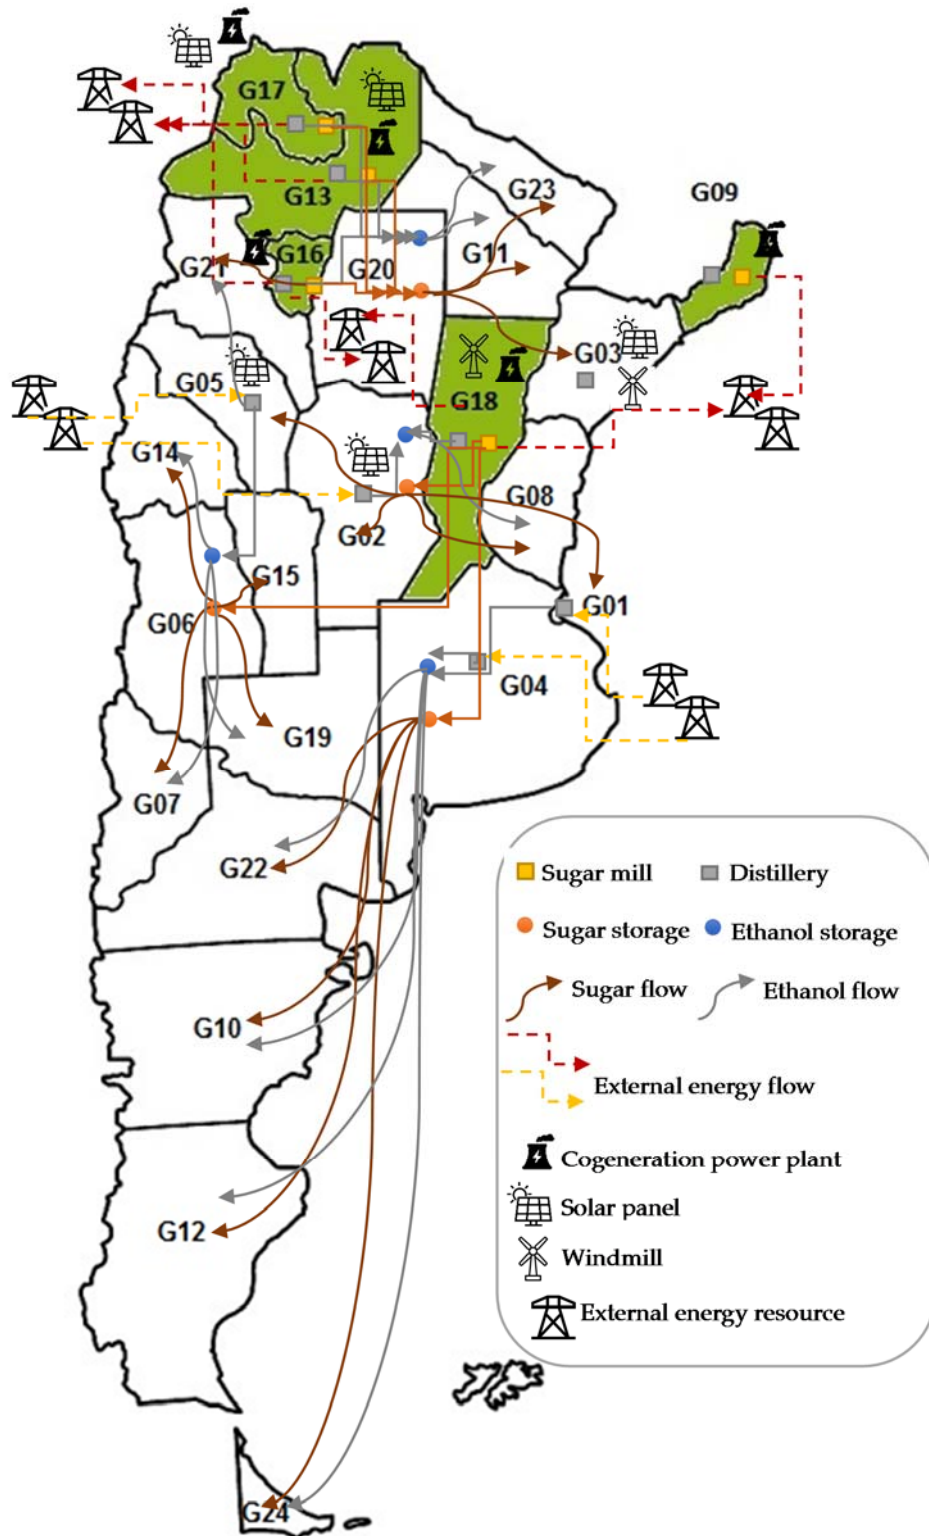 G17
G23
G09
G13
G16
G11
G21
G20
G03
G05
G18
G14
G08
G02
G15
G01
G06
G04
G19
G07
G22
Sugar mill
Distillery
Sugar storage
Ethanol storage
Sugar flow
Ethanol flow
G10
External energy flow
Cogeneration power plant
Solar panel
G12
Windmill
External energy resource
G24